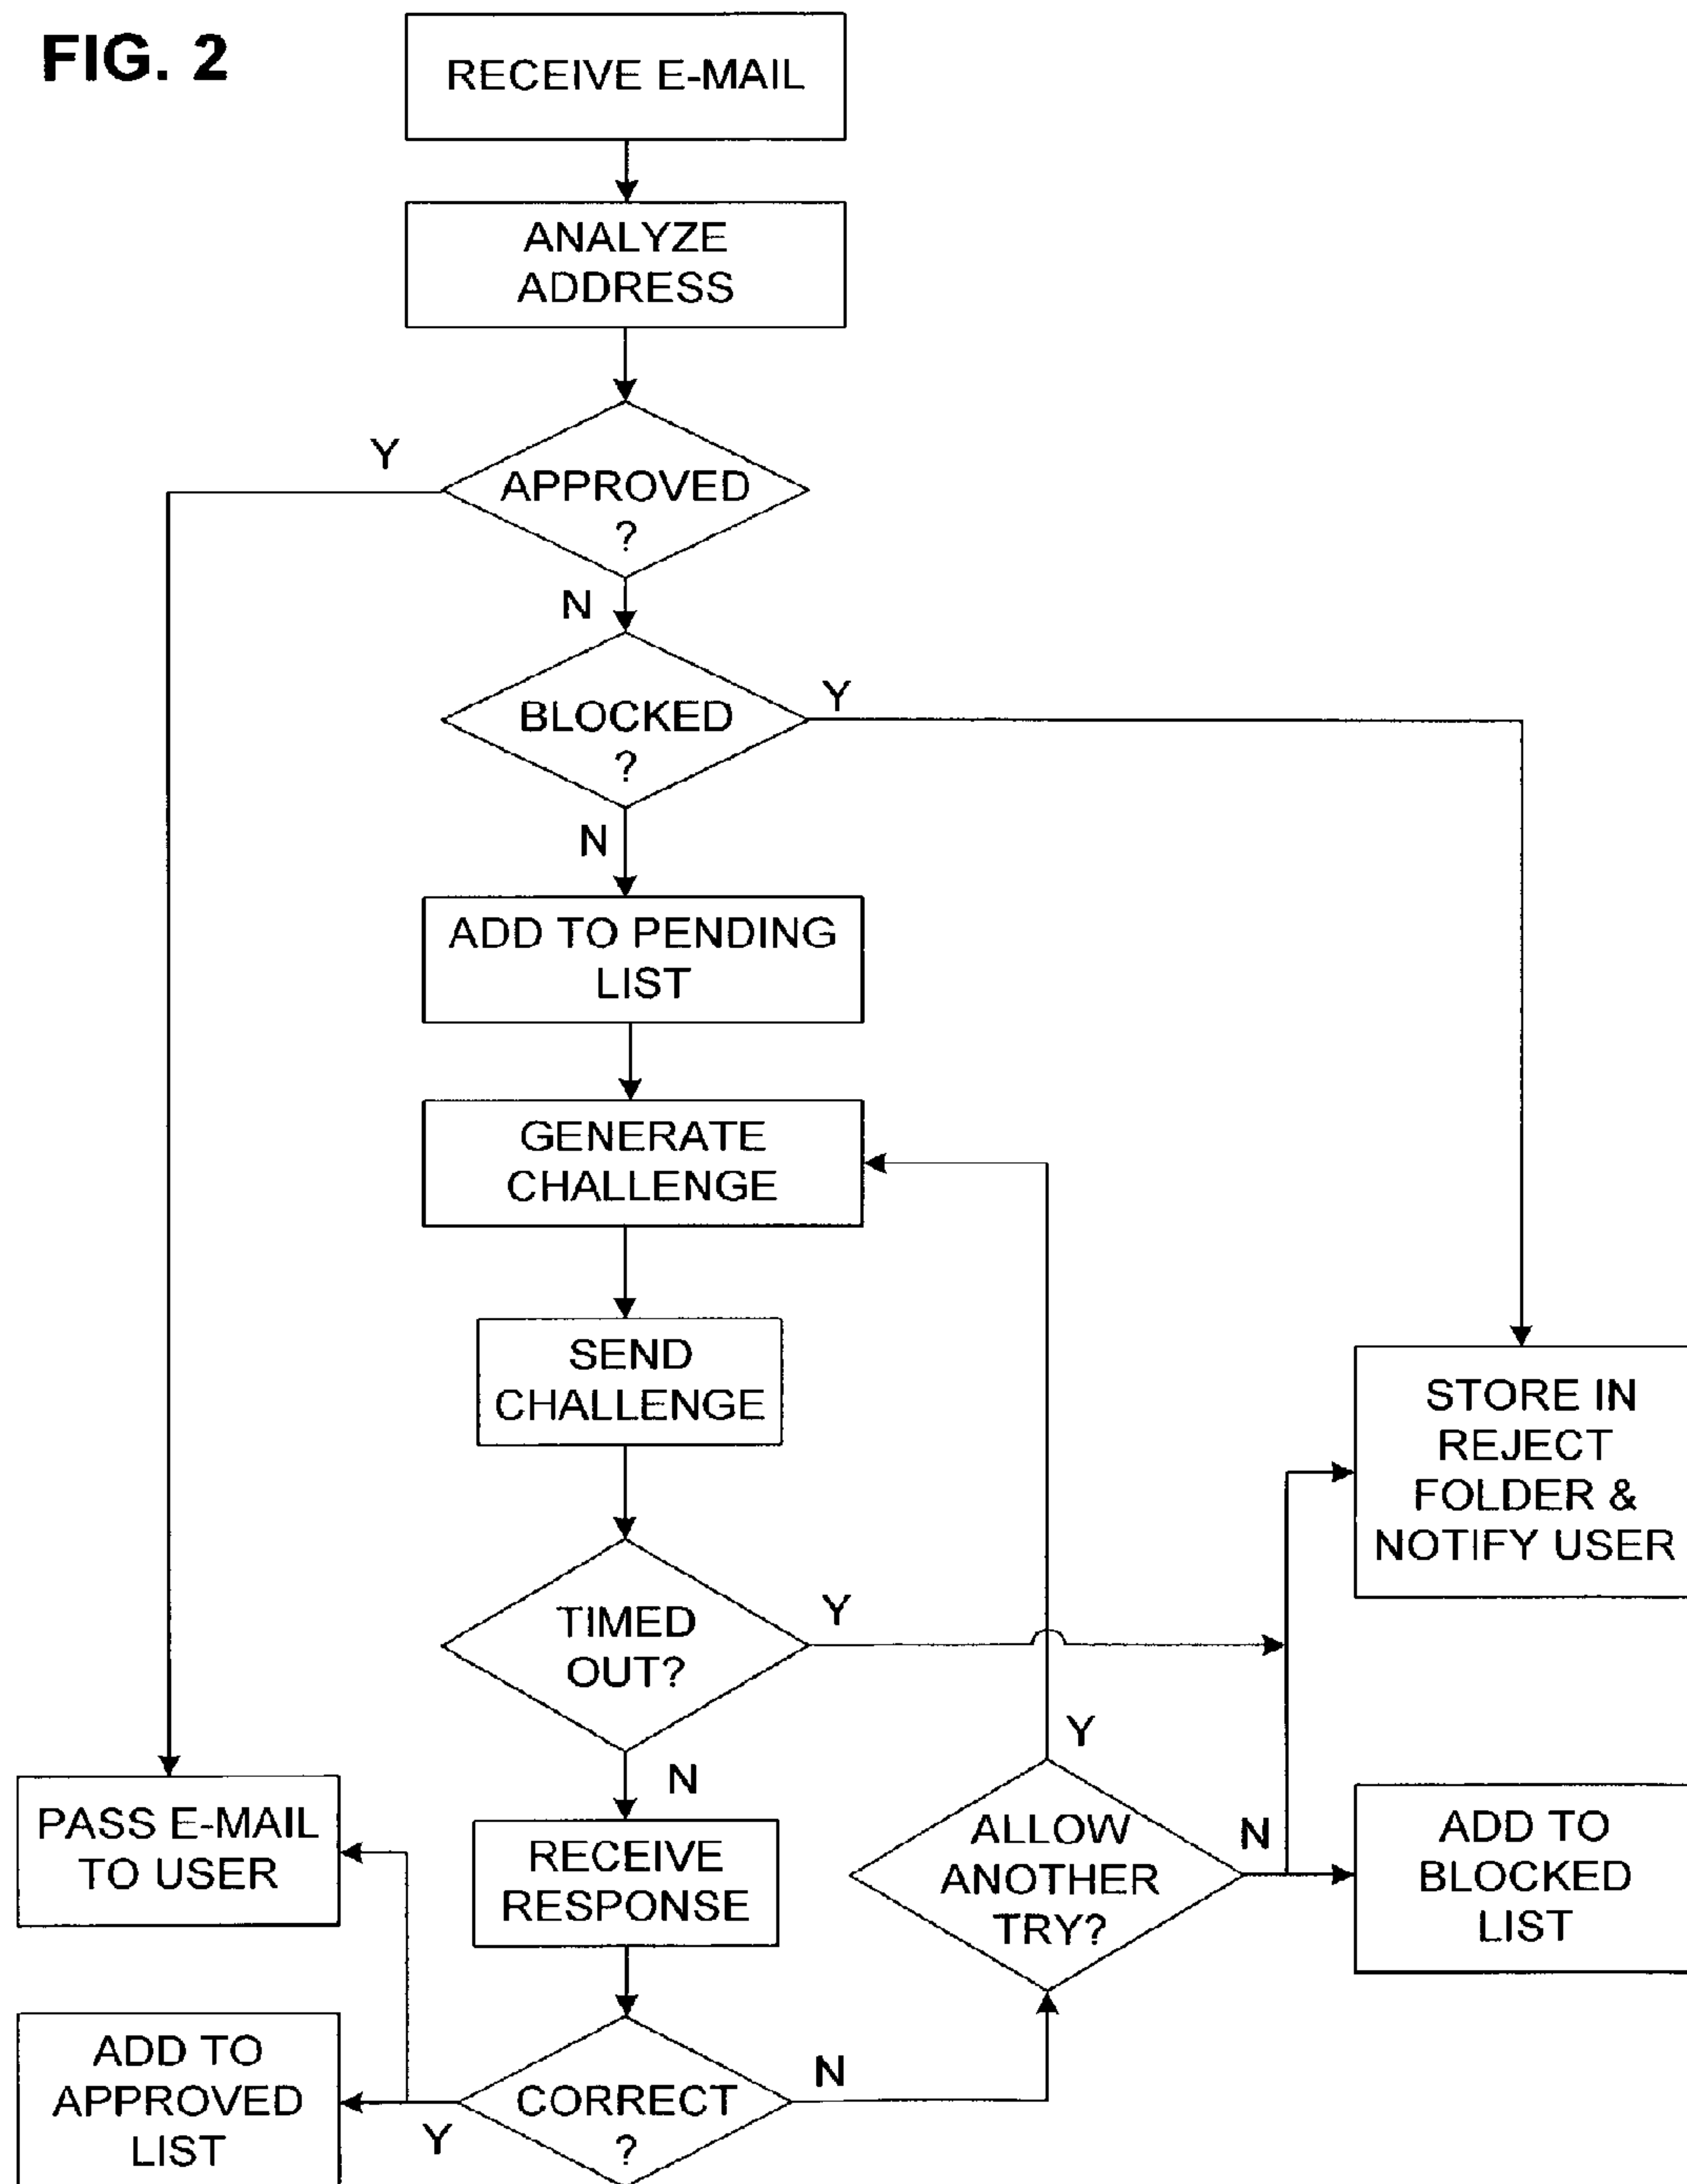 FIG. 2
RECEIVE E-MAIL
ANALYZE
ADDRESS
Y
APPROVED
?
N
BLOCKED
?
Y
N
ADD TO PENDING
LIST
GENERATE
CHALLENGE
SEND
CHALLENGE
STORE IN
REJECT
FOLDER &
NOTIFY USER
TIMED
OUT?
Y
N
Y
PASS E-MAIL
TO USER
RECEIVE
RESPONSE
ALLOW
ANOTHER
TRY?
N
ADD TO
BLOCKED
LIST
ADD TO
APPROVED
LIST
Y
CORRECT
?
N